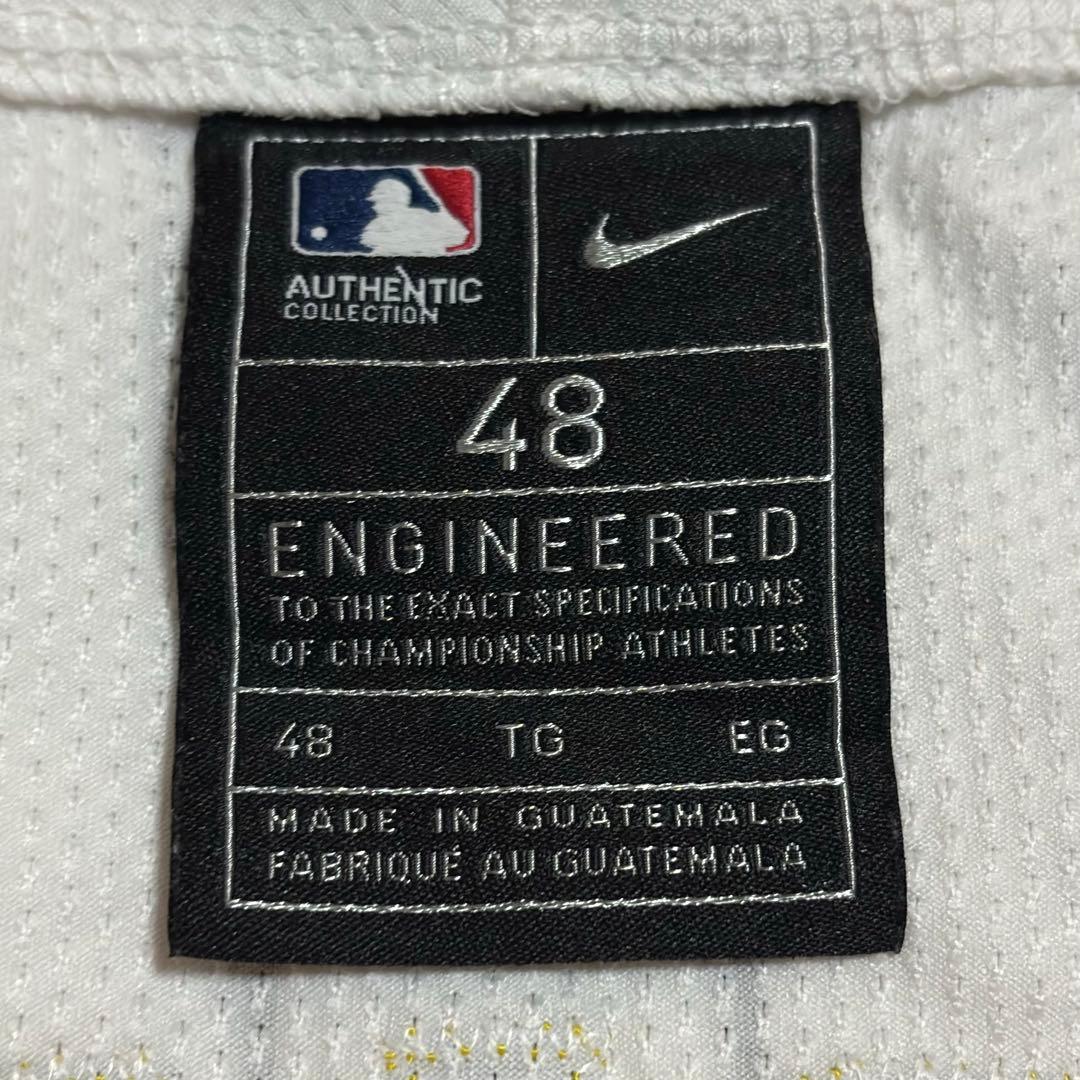 AUTHENTIC
COLLECTION
48
ENGINEERED
TO THE EXACT SPECIFICATIONS
OF CHAMPIONSHIP ATHLETES
48 TG EG
MADE IN GUATEMALA
FABRIQUÉ AU GUATEMALA